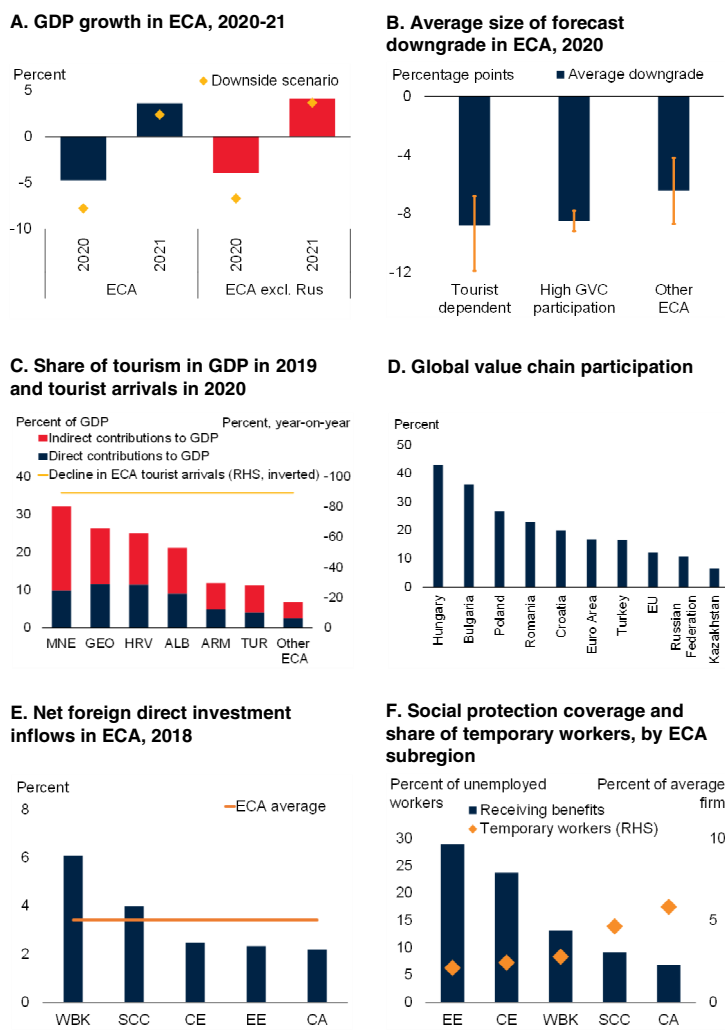 A. GDP growth in ECA, 2020-21
Percent
Downside scenario
5
0
-5
-10
2020
2021
2020
2021
ECA
ECA excl. Rus
B. Average size of forecast
downgrade in ECA, 2020
Percentage points
Average downgrade
0
-4
-8
-12
Tourist
dependent
High GVC
participation
Other
ECA
C. Share of tourism in GDP in 2019
and tourist arrivals in 2020
Percent of GDP
Percent, year-on-year
Indirect contributions to GDP
Direct contributions to GDP
Decline in ECA tourist arrivals (RHS, inverted)
40
30
20
10
0
-100
-80
-60
-40
-20
0
MNE
GEO
HRV
ALB
ARM
TUR
Other
ECA
D. Global value chain participation
Percent
50
40
30
20
10
0
Hungary
Bulgaria
Poland
Romania
Croatia
Euro Area
Turkey
EU
Russian
Federation
Kazakhstan
E. Net foreign direct investment
inflows in ECA, 2018
Percent
ECA average
8
6
4
2
0
WBK
SCC
CE
EE
CA
F. Social protection coverage and
share of temporary workers, by ECA
subregion
Percent of unemployed
workers
Percent of average
firm
Receiving benefits
Temporary workers (RHS)
30
25
20
15
10
5
0
10
5
0
EE
CE
WBK
SCC
CA